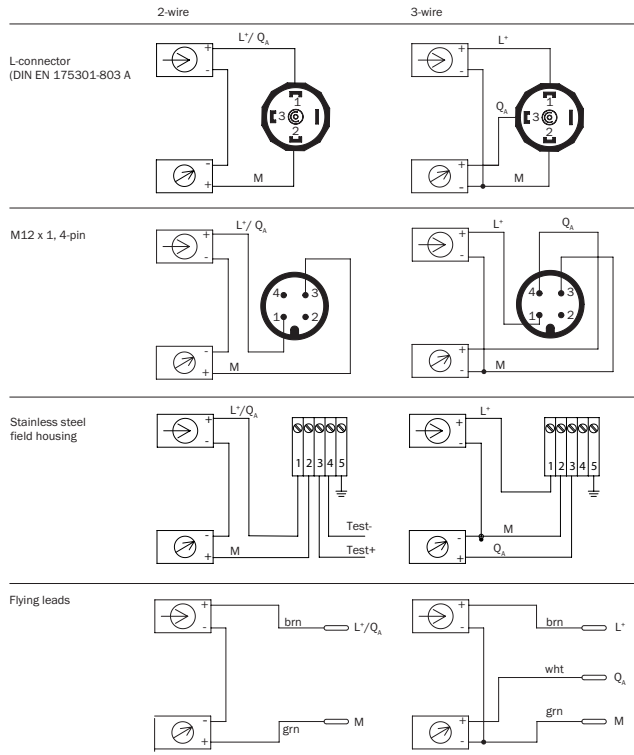 2-wire 3-wire
L-connector
(DIN EN 175301-803 A
+ L⁺/ Q_A
-
1
3
2
-
+ M
+ L⁺
-
1
Q_A 3
2
+
- M
M12 x 1, 4-pin
+ L⁺/ Q_A
-
4 3
1 2
-
+ M
+ L⁺ Q_A
-
4 3
1 2
+
- M
Stainless steel
field housing
+ L⁺/Q_A
-
1 2 3 4 5
- Test-
+ M Test+
+ L⁺
-
1 2 3 4 5
- M
+ Q_A
Flying leads
+ brn L⁺/Q_A
-
-
+ grn M
+ brn L⁺
-
wht Q_A
+ grn M
-